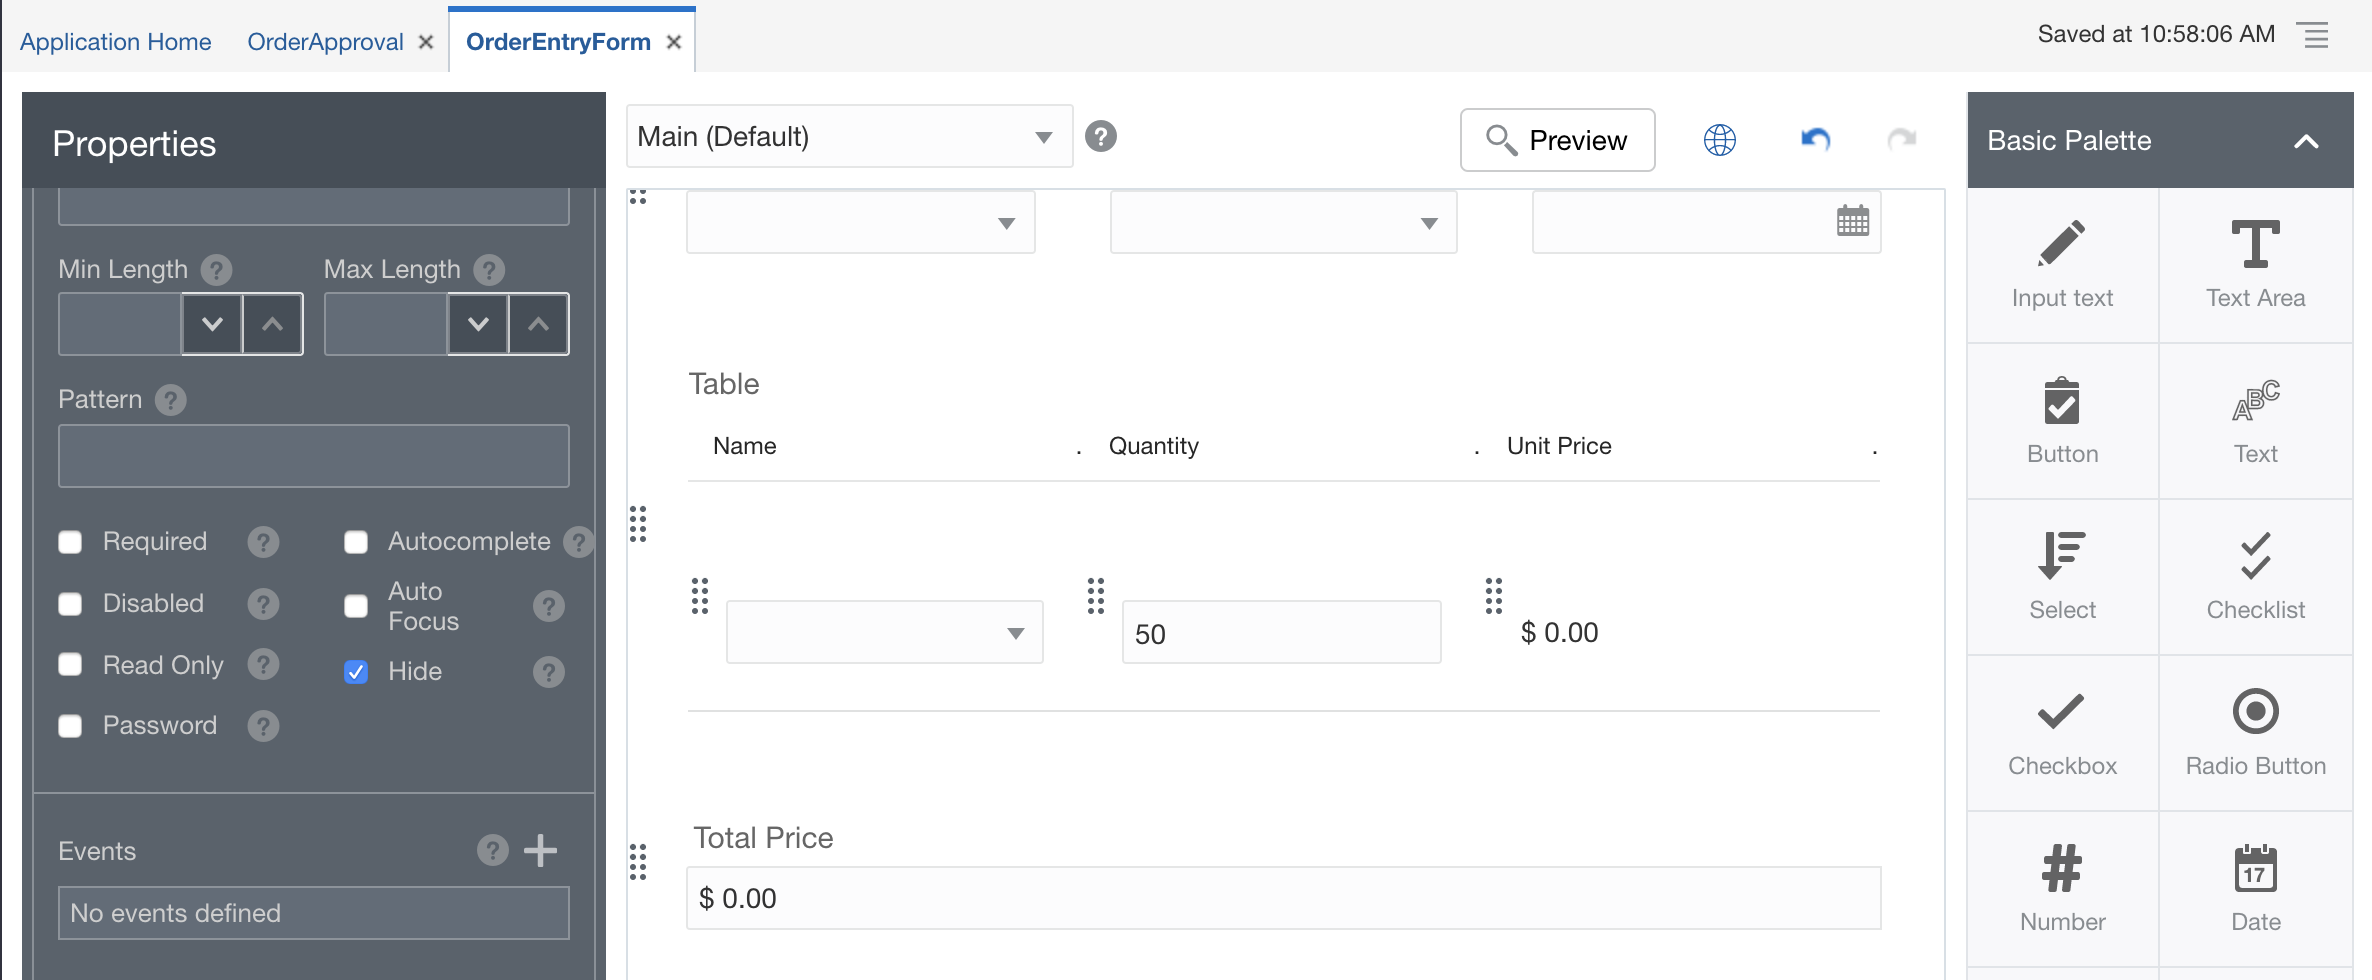 Application Home OrderApproval OrderEntryForm Saved at 10:58:06 AM
Properties
Min Length ? Max Length ?
Pattern ?
Required ? Autocomplete ?
Disabled ? Auto
Focus ?
Read Only ? Hide ?
Password ?
Events ?
No events defined
Main (Default) ? Preview
Table
Name . Quantity . Unit Price .
50 $ 0.00
Total Price
$ 0.00
Basic Palette
Input text Text Area
ABC
Button Text
Select Checklist
Checkbox Radio Button
# 17
Number Date